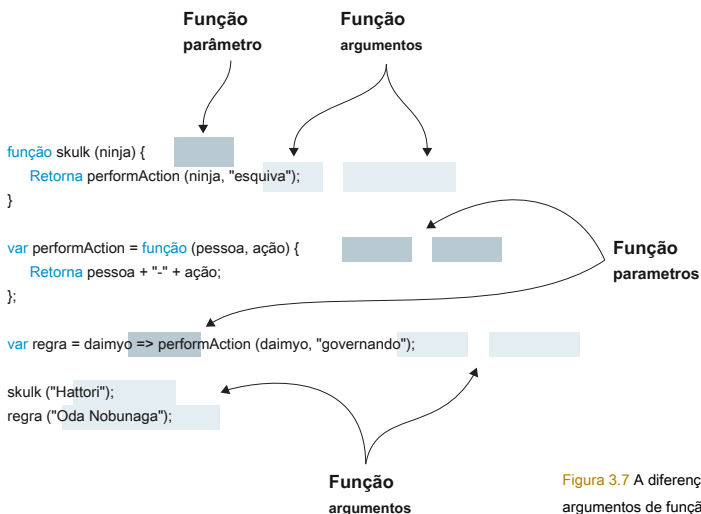 Função
parâmetro
Função
argumentos
função skulk (ninja) {
Retorna performAction (ninja, "esquiva");
}
var performAction = função (pessoa, ação) {
Retorna pessoa + "-" + ação;
};
Função
parametros
var regra = daimyo => performAction (daimyo, "governando");
skulk ("Hattori");
regra ("Oda Nobunaga");
Função
argumentos
Figura 3.7 A diferenç
argumentos de funçã